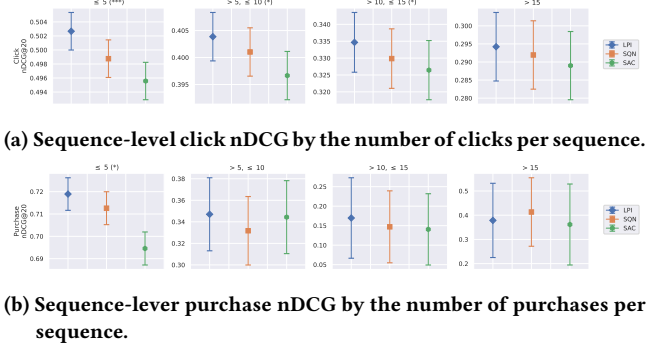 ≤ 5 (***)
> 5, ≤ 10 (*)
> 10, ≤ 15 (*)
> 15
Click
nDCG@20
0.504
0.502
0.500
0.498
0.496
0.494
0.405
0.400
0.395
0.340
0.335
0.330
0.325
0.320
0.300
0.295
0.290
0.285
0.280
LPI
SQN
SAC
(a) Sequence-level click nDCG by the number of clicks per sequence.
≤ 5 (*)
> 5, ≤ 10
> 10, ≤ 15
> 15
Purchase
nDCG@20
0.72
0.71
0.70
0.69
0.38
0.36
0.34
0.32
0.30
0.25
0.20
0.15
0.10
0.05
0.5
0.4
0.3
0.2
LPI
SQN
SAC
(b) Sequence-lever purchase nDCG by the number of purchases per
sequence.